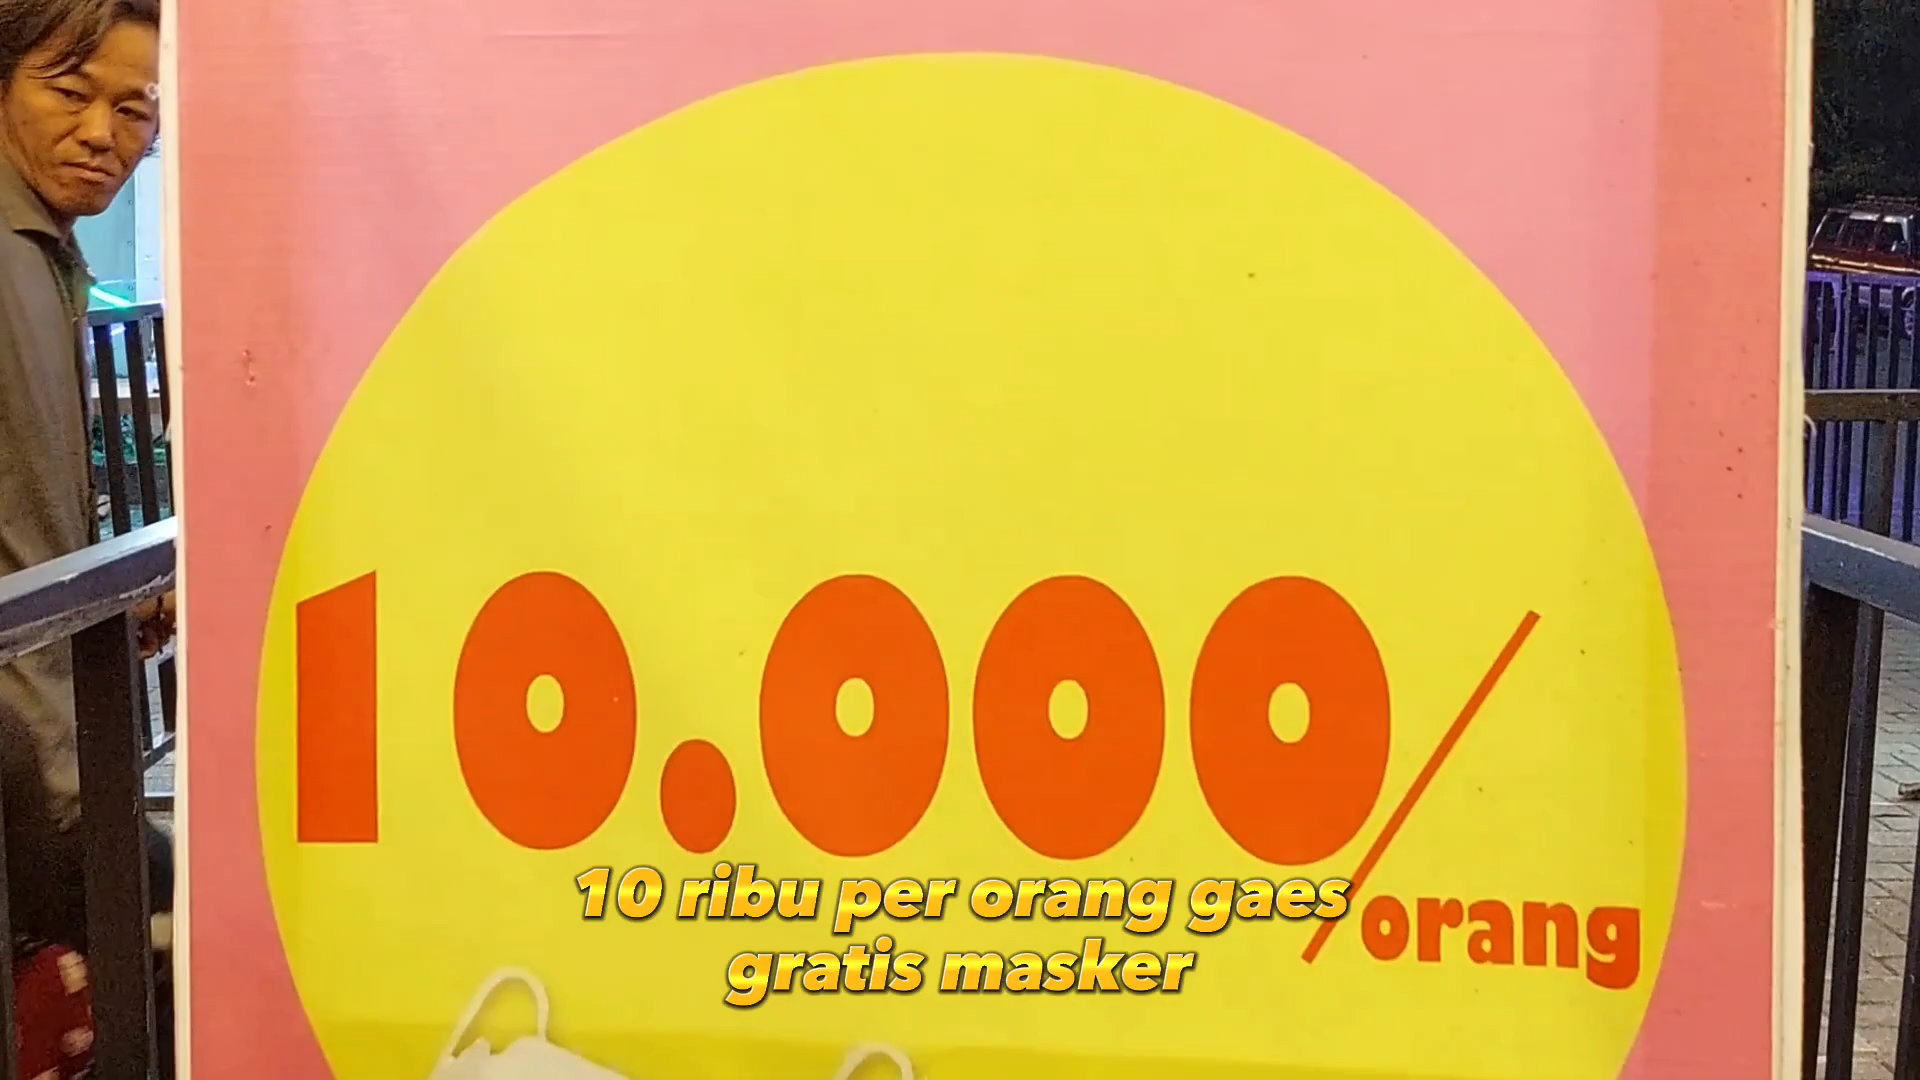 10.000/orang
10 ribu per orang gaes
gratis masker